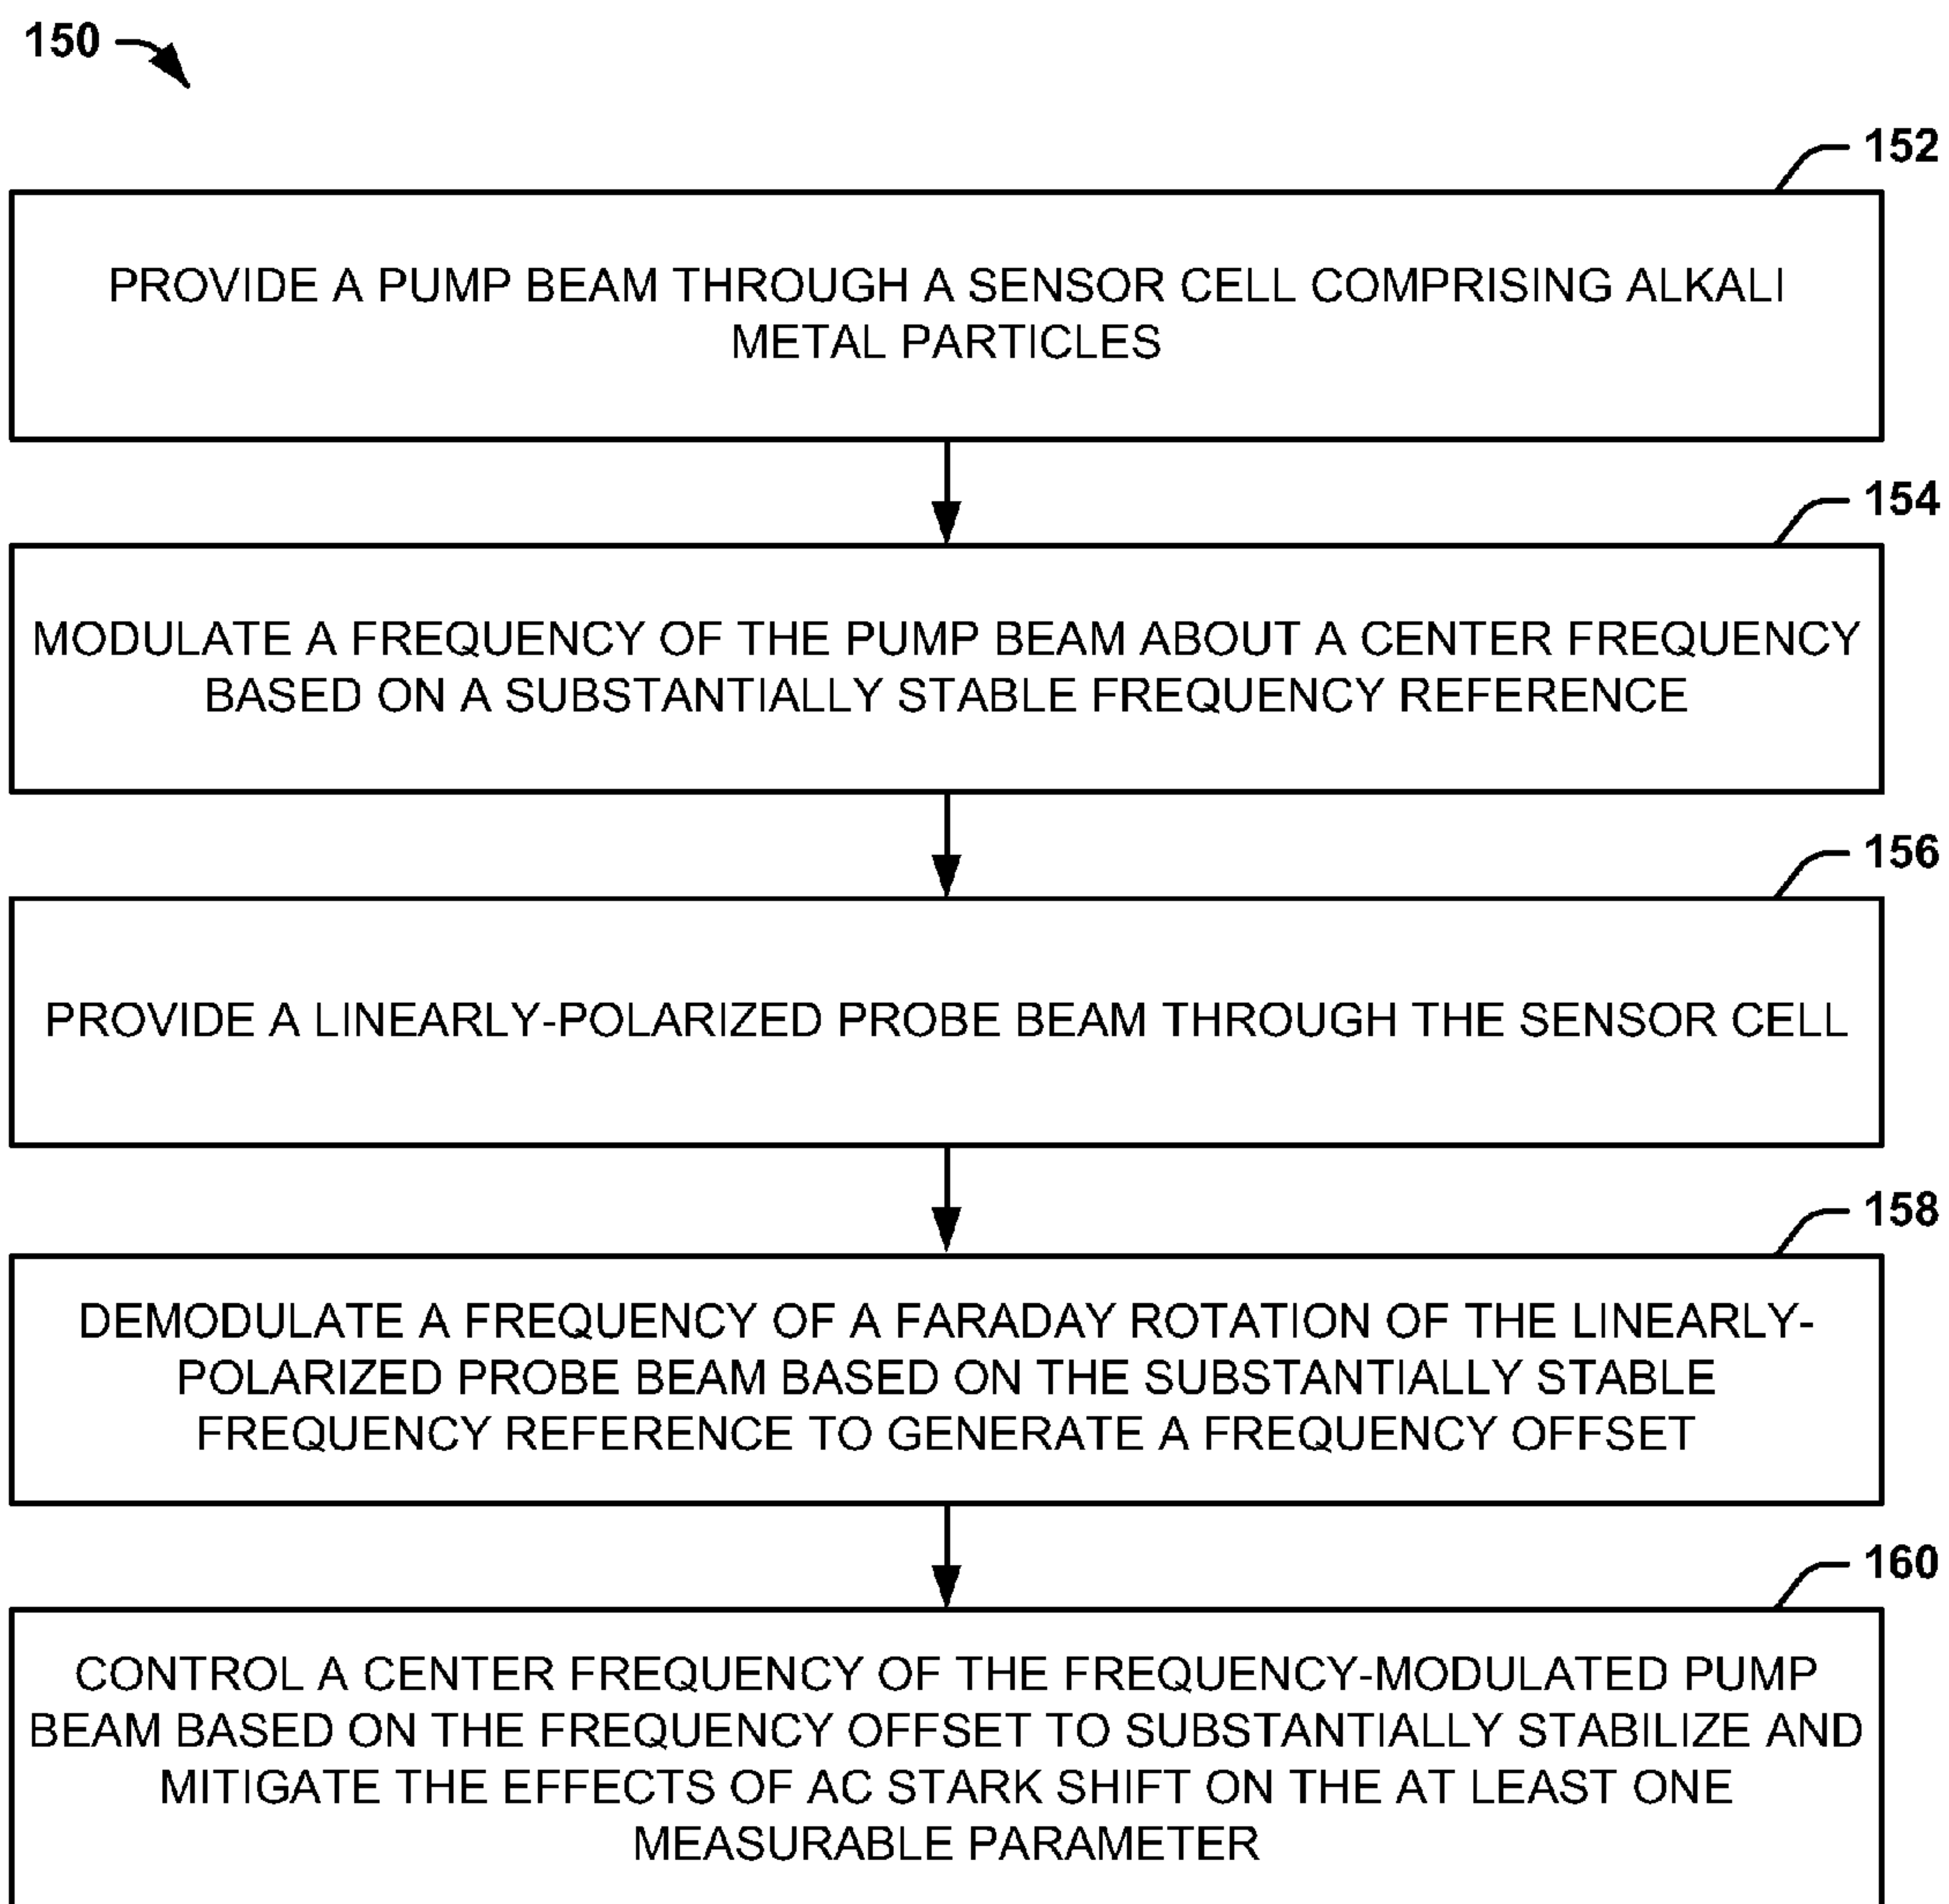 150
152
PROVIDE A PUMP BEAM THROUGH A SENSOR CELL COMPRISING ALKALI
METAL PARTICLES
154
MODULATE A FREQUENCY OF THE PUMP BEAM ABOUT A CENTER FREQUENCY
BASED ON A SUBSTANTIALLY STABLE FREQUENCY REFERENCE
156
PROVIDE A LINEARLY-POLARIZED PROBE BEAM THROUGH THE SENSOR CELL
158
DEMODULATE A FREQUENCY OF A FARADAY ROTATION OF THE LINEARLY-
POLARIZED PROBE BEAM BASED ON THE SUBSTANTIALLY STABLE
FREQUENCY REFERENCE TO GENERATE A FREQUENCY OFFSET
160
CONTROL A CENTER FREQUENCY OF THE FREQUENCY-MODULATED PUMP
BEAM BASED ON THE FREQUENCY OFFSET TO SUBSTANTIALLY STABILIZE AND
MITIGATE THE EFFECTS OF AC STARK SHIFT ON THE AT LEAST ONE
MEASURABLE PARAMETER